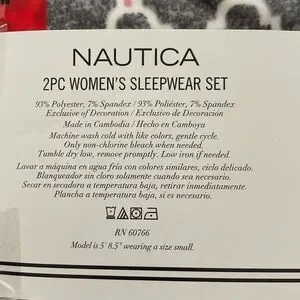 NAUTICA
2PC WOMEN'S SLEEPWEAR SET
93% Polyester, 7% Spandex / 93% Poliéster, 7% Spandex
Exclusive of Decoration / Exclusivo de Decoración
Made in Cambodia / Hecho en Camboya
Machine wash cold with like colors, gentle cycle.
Only non-chlorine bleach when needed.
Tumble dry low, remove promptly. Low iron if needed.
Lavar a máquina en agua fría con colores similares, ciclo delicado.
Blanqueador sin cloro solamente cuando sea necesario.
Secar en secadora a temperatura baja, retirar inmediatamente.
Plancha a temperatura baja, si es necesario.
RN 60766
Model is 5' 8.5" wearing a size small.